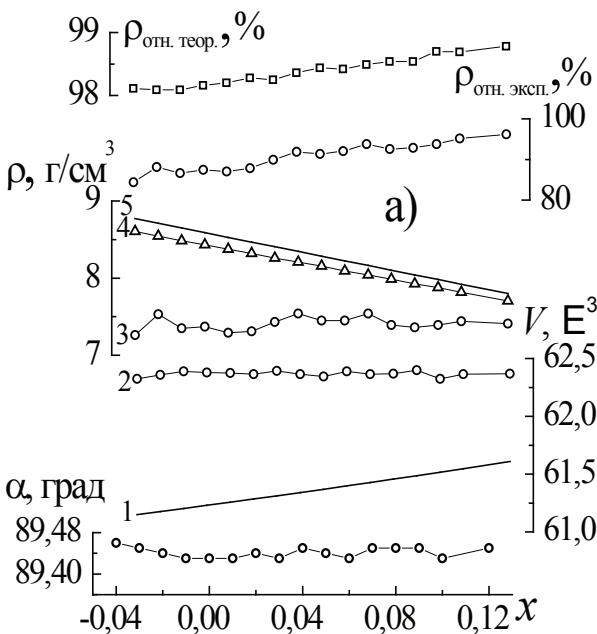 99
ρотн. теор.,%
98
ρотн. эксп.,%
100
80
ρ, г/см3
9
8
7
5
4
3
а)
V, E3
62,5
62,0
61,5
61,0
2
1
α, град
89,48
89,40
-0,04 0,00 0,04 0,08 0,12 x